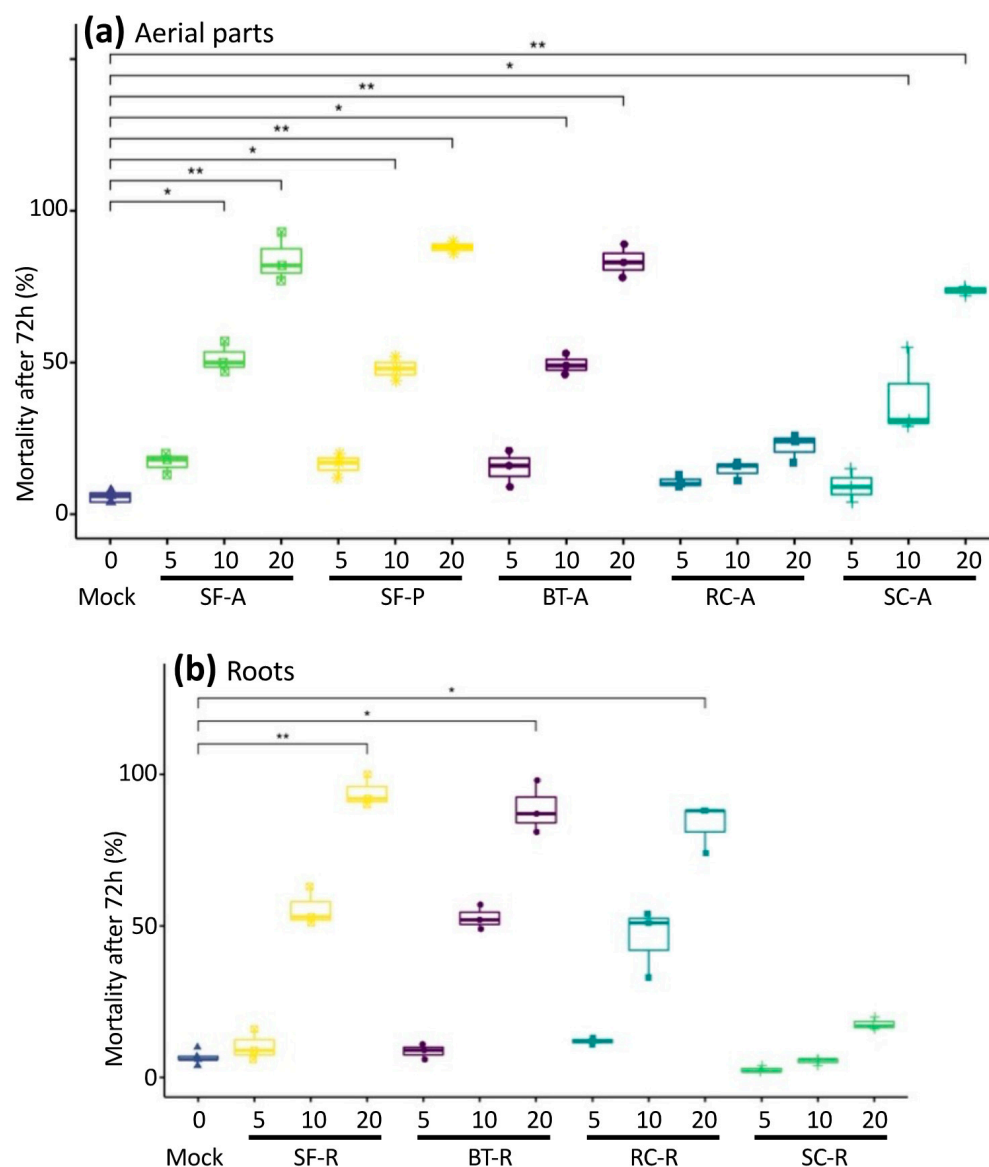 (a) Aerial parts
**
*
**
*
**
*
**
*
100
50
0
Mortality after 72h (%)
0 5 10 20 5 10 20 5 10 20 5 10 20 5 10 20
Mock SF-A SF-P BT-A RC-A SC-A
(b) Roots
*
*
**
100
50
0
Mortality after 72h (%)
0 5 10 20 5 10 20 5 10 20 5 10 20
Mock SF-R BT-R RC-R SC-R